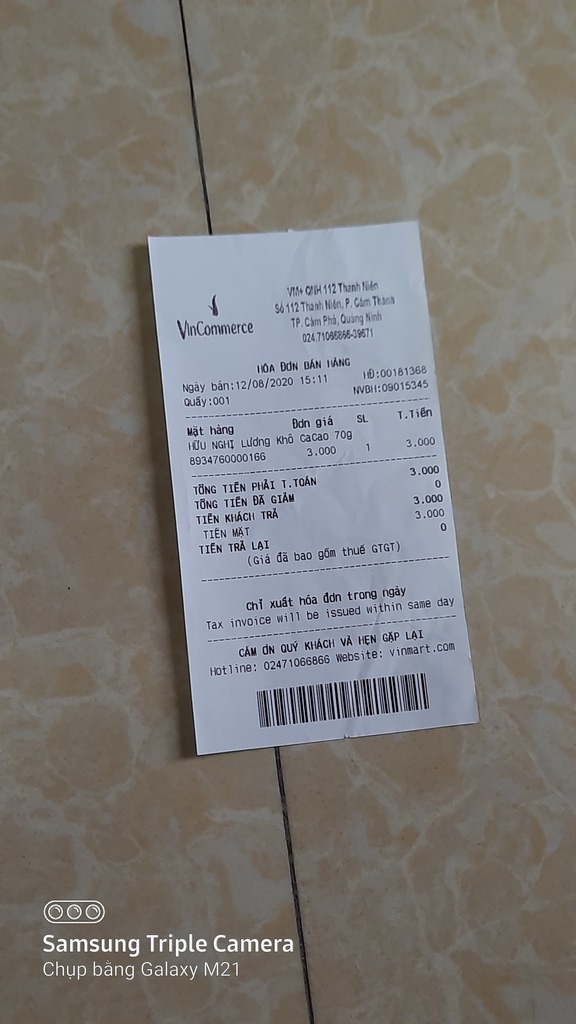 VinCommerce
VM+ QNH 112 Thanh Niên
Số 112 Thanh Niên, P. Cẩm Thành
TP. Cẩm Phả, Quảng Ninh
024.71066866-39671
HÓA ĐƠN BÁN HÀNG
Ngày bán:12/08/2020 15:11 HĐ:00181368
Quầy:001 NVBH:09015345
Mặt hàng Đơn giá SL T.Tiền
HỮU NGHỊ Lương Khô CaCao 70g
8934760000166 3.000 1 3.000
TỔNG TIỀN PHẢI T.TOÁN 3.000
TỔNG TIỀN ĐÃ GIẢM 0
TIỀN KHÁCH TRẢ 3.000
TIỀN MẶT 3.000
TIỀN TRẢ LẠI 0
(Giá đã bao gồm thuế GTGT)
Chỉ xuất hóa đơn trong ngày
Tax invoice will be issued within same day
CẢM ƠN QUÝ KHÁCH VÀ HẸN GẶP LẠI
Hotline: 02471066866 Website: vinmart.com
Samsung Triple Camera
Chụp bằng Galaxy M21